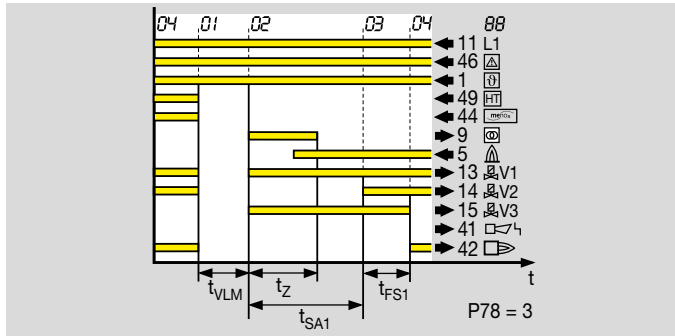 04 01 02 03 04 88
11 L1
46
1
49 HT
44 menox
9
5
13 V1
14 V2
15 V3
41
42
t
tVLM tZ tFS1
tSA1
P78 = 3